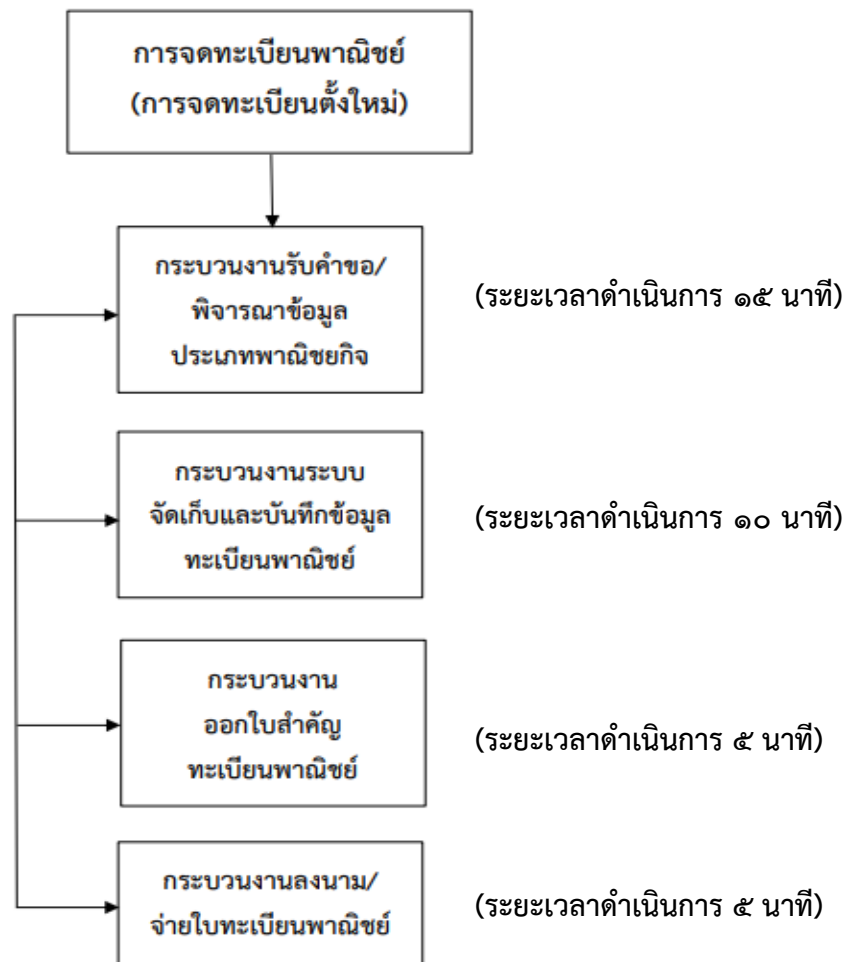 การจดทะเบียนพาณิชย์
(การจดทะเบียนตั้งใหม่)
กระบวนงานรับคำขอ/
พิจารณาข้อมูล
ประเภทพาณิชยกิจ
(ระยะเวลาดำเนินการ ๑๕ นาที)
กระบวนงานระบบ
จัดเก็บและบันทึกข้อมูล
ทะเบียนพาณิชย์
(ระยะเวลาดำเนินการ ๑๐ นาที)
กระบวนงาน
ออกใบสำคัญ
ทะเบียนพาณิชย์
(ระยะเวลาดำเนินการ ๕ นาที)
กระบวนงานลงนาม/
จ่ายใบทะเบียนพาณิชย์
(ระยะเวลาดำเนินการ ๕ นาที)